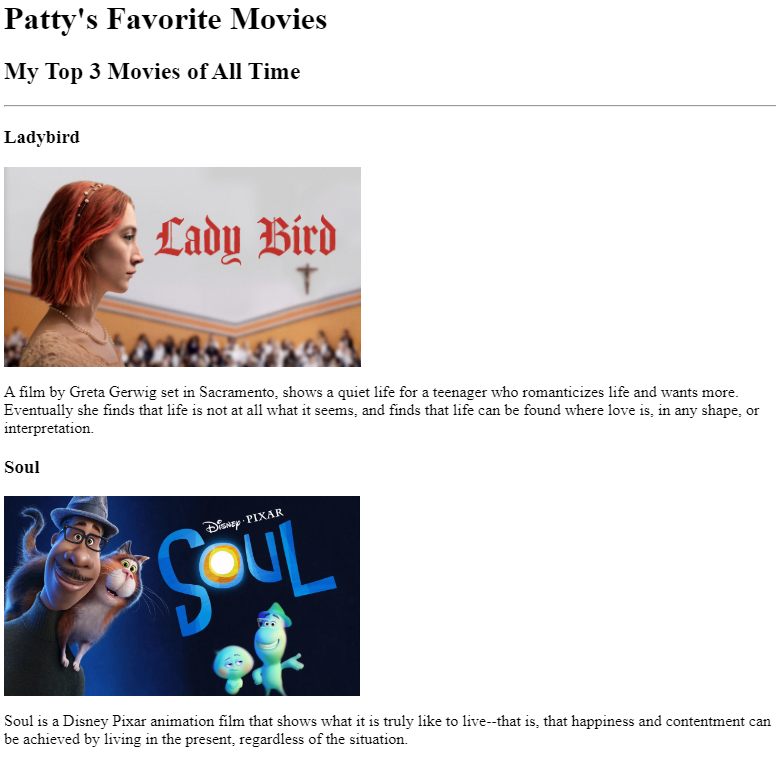 Patty's Favorite Movies
My Top 3 Movies of All Time
Ladybird
Lady Bird
A film by Greta Gerwig set in Sacramento, shows a quiet life for a teenager who romanticizes life and wants more.
Eventually she finds that life is not at all what it seems, and finds that life can be found where love is, in any shape, or
interpretation.
Soul
Disney · PIXAR
SOUL
Soul is a Disney Pixar animation film that shows what it is truly like to live--that is, that happiness and contentment can
be achieved by living in the present, regardless of the situation.